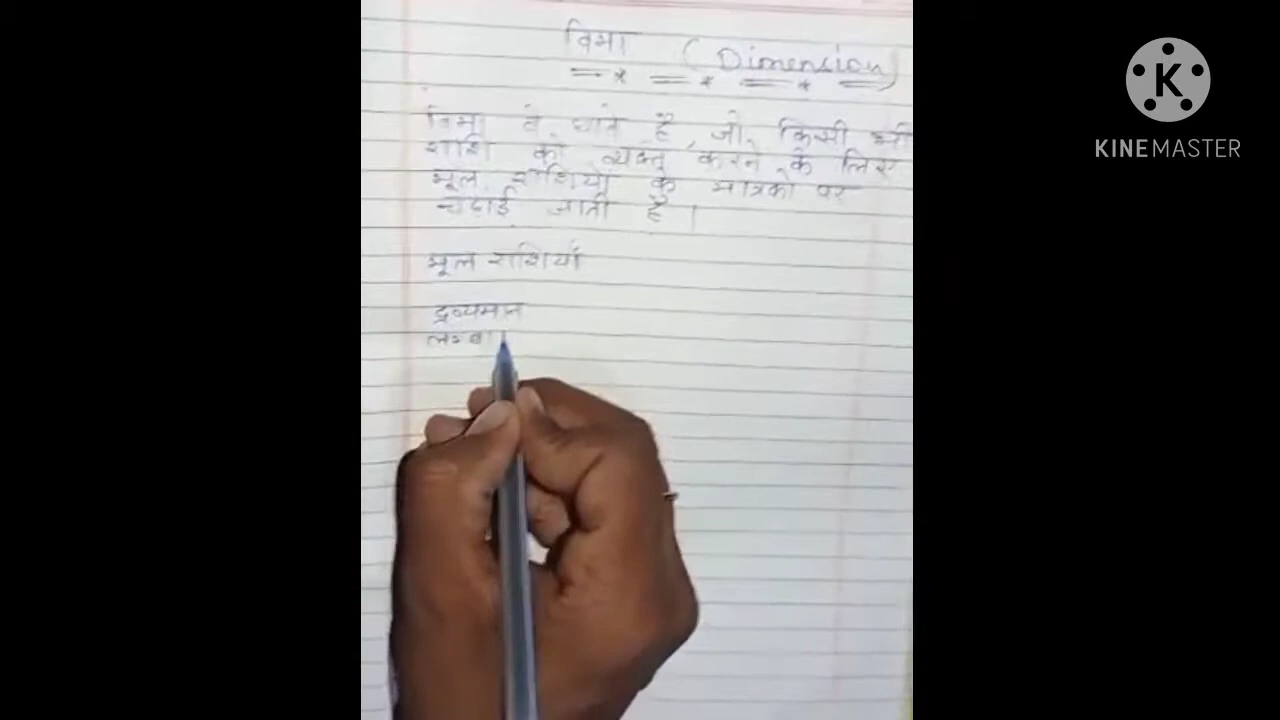 विमा (Dimension)
विमा वे घाते है, जो किसी भी
राशि को व्यक्त करने के लिए
मूल राशियों के मात्रको पर
चढाई जाती है ।
मूल राशियाँ
द्रव्यमान
लम्बा
K
KINEMASTER